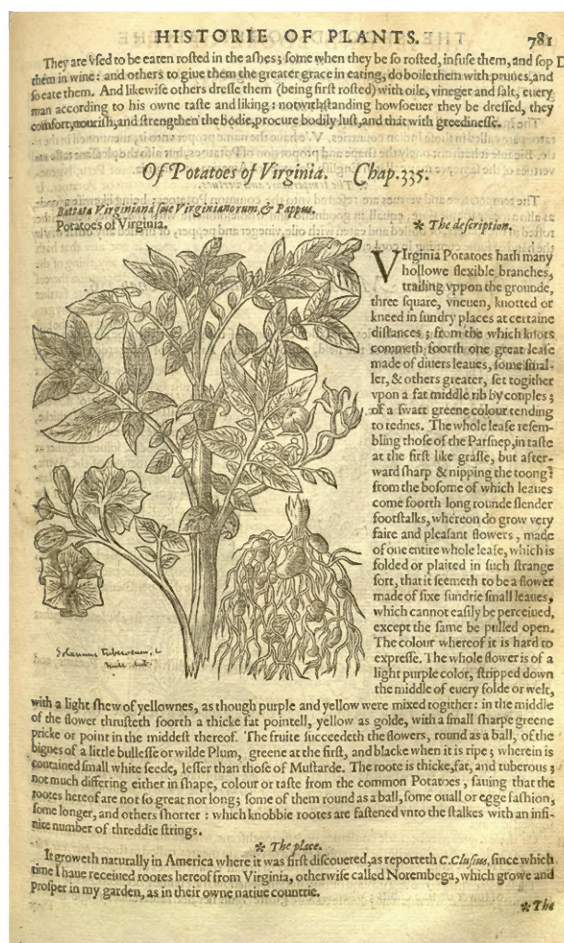 HISTORIE OF PLANTS. 781
They are vsed to be eaten rosted in the ashes; some when they be so rosted, infuse them, and sop
them in wine: and others to giue them the greater grace in eating, do boile them with prunes, and
so eate them. And likewise others dresse them (being first rosted) with oile, vineger and salt, euery
man according to his owne taste and liking: notwithstanding howsoeuer they be dressed, they
comfort, nourish, and strengthen the bodie, procure bodily lust, and that with greedinesse.
Of Potatoes of Virginia. Chap.335.
Battata Virginiana siue Virginianorum, & Pappus.
Potatoes of Virginia.
* The description.
VIrginia Potatoes hath many
hollowe flexible branches,
trailing vppon the grounde,
three square, vneuen, knotted or
kneed in sundry places at certaine
distances; from the which knots
commeth foorth one great leafe
made of diuers leaues, some smal-
ler, & others greater, set togither
vpon a fat middle rib by couples;
of a swart greene colour tending
to rednes. The whole leafe resem-
bling those of the Parsnep, in taste
at the first like grasse, but after-
ward sharp & nipping the toong:
from the bosome of which leaues
come foorth long rounde slender
footstalks, whereon do grow very
faire and pleasant flowers, made
of one entire whole leafe, which is
folded or plaited in such strange
sort, that it seemeth to be a flower
made of sixe sundrie small leaues,
which cannot easily be perceiued,
except the same be pulled open.
The colour whereof it is hard to
expresse. The whole flower is of a
light purple color, stripped down
the middle of euery folde or welt,
with a light shew of yellownes, as though purple and yellow were mixed togither: in the middle
of the flower thrusteth foorth a thicke fat pointell, yellow as golde, with a small sharpe greene
pricke or point in the middest thereof. The fruite succeedeth the flowers, round as a ball, of the
bignes of a little bullesse or wilde Plum, greene at the first, and blacke when it is ripe; wherein is
contained small white seede, lesser than those of Mustarde. The roote is thicke, fat, and tuberous;
not much differing either in shape, colour or taste from the common Potatoes, sauing that the
rootes hereof are not so great nor long; some of them round as a ball, some ouall or egge fashion,
some longer, and others shorter: which knobbie rootes are fastened vnto the stalkes with an infi-
nite number of threddie strings.
* The place.
It groweth naturally in America where it was first discouered, as reporteth C.Clusius, since which
time I haue receiued rootes hereof from Virginia, otherwise called Norembega, which growe and
prosper in my garden, as in their owne natiue countrie.
* The
Solanum tuberosum, L